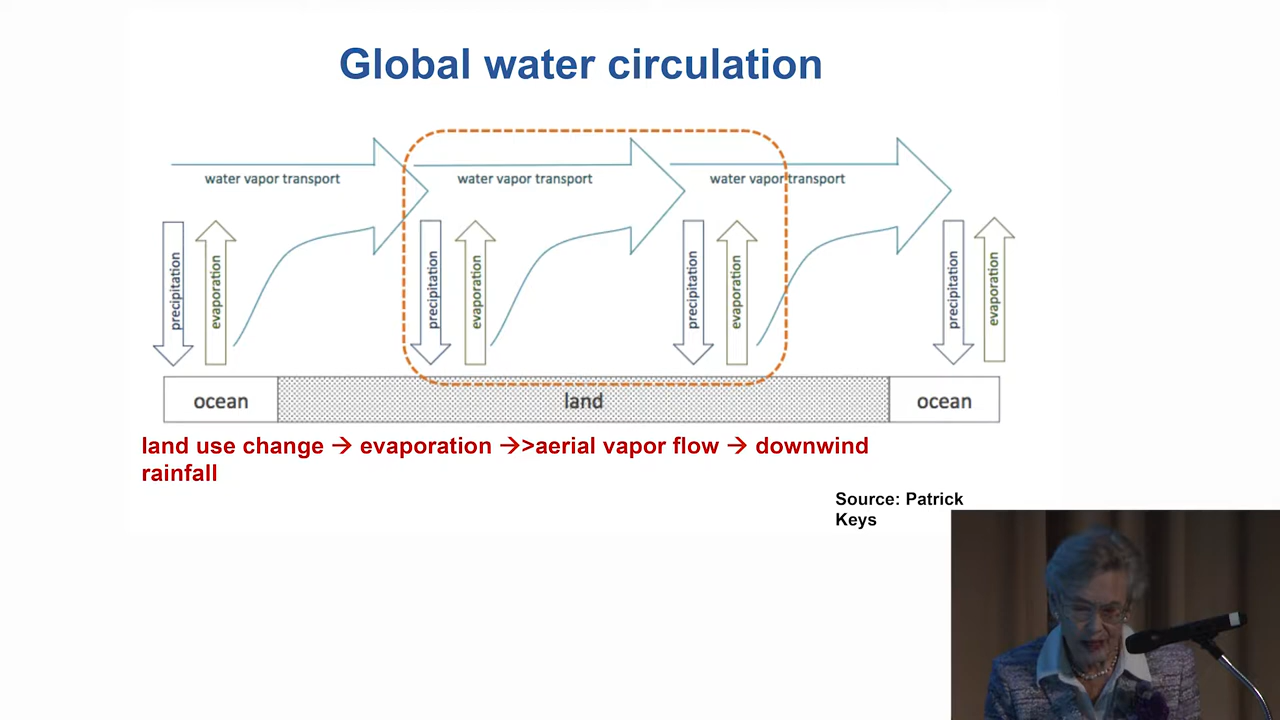 Global water circulation
water vapor transport
water vapor transport
water vapor transport
precipitation
evaporation
precipitation
evaporation
precipitation
evaporation
precipitation
evaporation
ocean
land
ocean
land use change → evaporation →>aerial vapor flow → downwind
rainfall
Source: Patrick
Keys